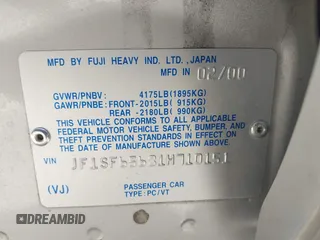 MFD BY FUJI HEAVY IND. LTD., JAPAN
MFD IN 02/00
GVWR/PNBV : 4175LB(1895KG)
GAWR/PNBE : FRONT-2015LB( 915KG)
REAR -2180LB( 990KG)
THIS VEHICLE CONFORMS TO ALL APPLICABLE
FEDERAL MOTOR VEHICLE SAFETY, BUMPER, AND
THEFT PREVENTION STANDARDS IN EFFECT ON
THE DATE OF MANUFACTURE SHOWN ABOVE.
VIN
(VJ)
PASSENGER CAR
TYPE : PC/VT
DREAMBID